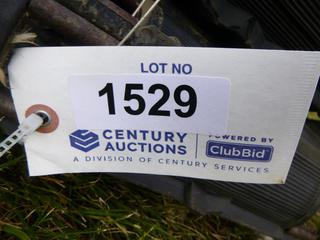 LOT NO
1529
CENTURY
AUCTIONS
POWERED BY
ClubBid
A DIVISION OF CENTURY SERVICES